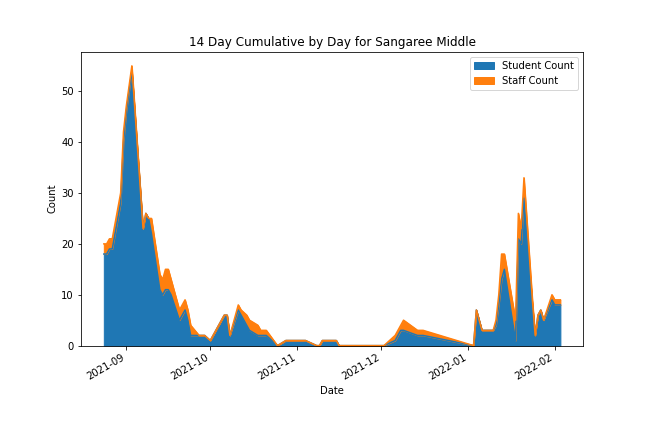 14 Day Cumulative by Day for Sangaree Middle
Student Count
Staff Count
Count
50
40
30
20
10
0
2021-09
2021-10
2021-11
2021-12
2022-01
2022-02
Date